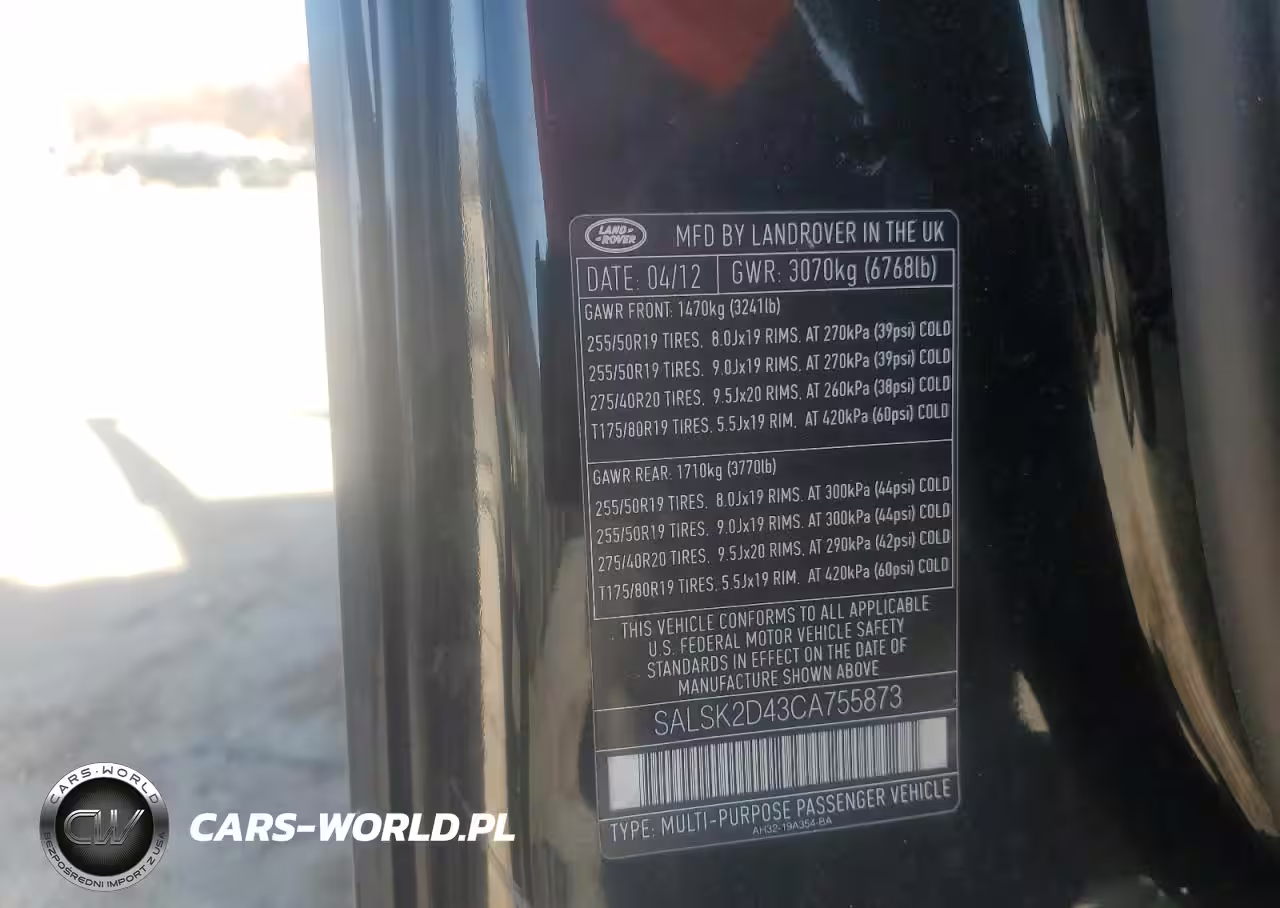 LAND ROVER
MFD BY LANDROVER IN THE UK
DATE: 04/12
GWR: 3070kg (6768lb)
GAWR FRONT: 1470kg (3241lb)
255/50R19 TIRES, 8.0Jx19 RIMS, AT 270kPa (39psi) COLD
255/50R19 TIRES, 9.0Jx19 RIMS, AT 270kPa (39psi) COLD
275/40R20 TIRES, 9.5Jx20 RIMS, AT 260kPa (38psi) COLD
T175/80R19 TIRES, 5.5Jx19 RIM, AT 420kPa (60psi) COLD
GAWR REAR: 1710kg (3770lb)
255/50R19 TIRES, 8.0Jx19 RIMS, AT 300kPa (44psi) COLD
255/50R19 TIRES, 9.0Jx19 RIMS, AT 300kPa (44psi) COLD
275/40R20 TIRES, 9.5Jx20 RIMS, AT 290kPa (42psi) COLD
T175/80R19 TIRES, 5.5Jx19 RIM, AT 420kPa (60psi) COLD
THIS VEHICLE CONFORMS TO ALL APPLICABLE
U.S. FEDERAL MOTOR VEHICLE SAFETY
STANDARDS IN EFFECT ON THE DATE OF
MANUFACTURE SHOWN ABOVE
SALSK2D43CA755873
TYPE: MULTI-PURPOSE PASSENGER VEHICLE
AH32-19A354-BA
CARS-WORLD
CW
BEZPOŚREDNI IMPORT Z USA
CARS-WORLD.PL